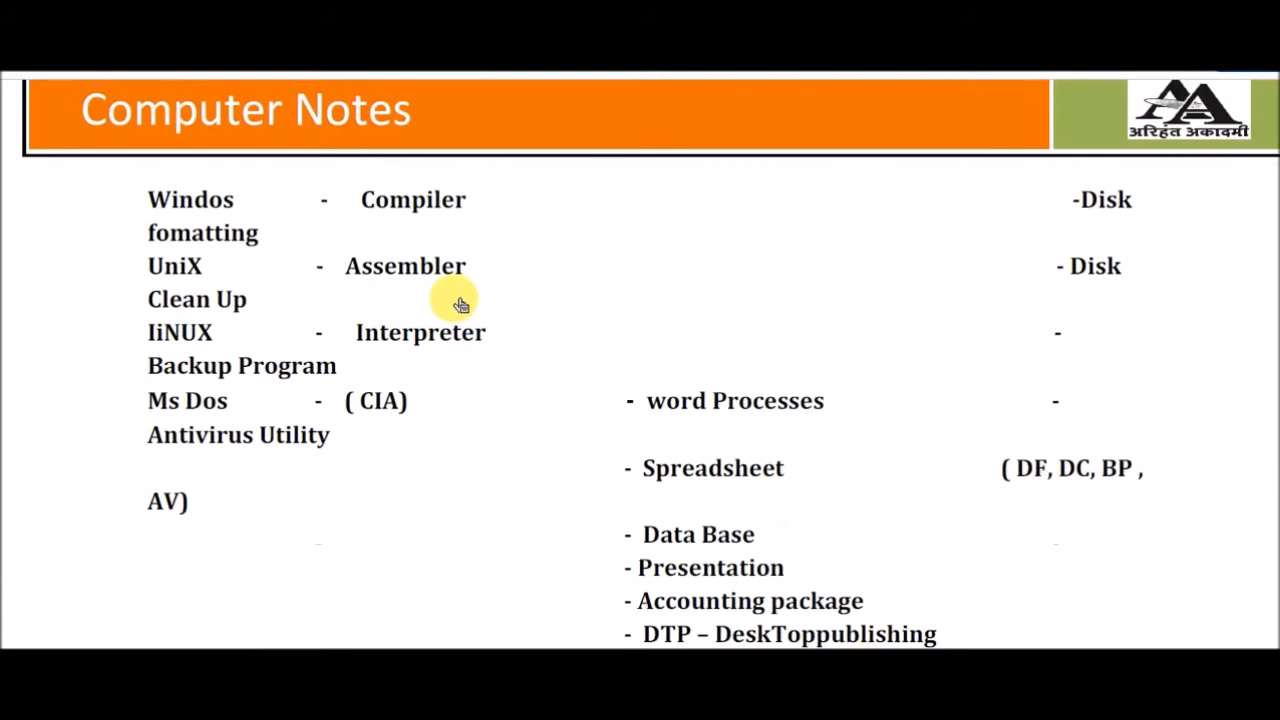 Computer Notes
अरिहंत अकादमी
Windos - Compiler -Disk
fomatting
UniX - Assembler - Disk
Clean Up
IiNUX - Interpreter -
Backup Program
Ms Dos - ( CIA) - word Processes -
Antivirus Utility
- Spreadsheet ( DF, DC, BP ,
AV)
- Data Base
- Presentation
- Accounting package
- DTP – DeskToppublishing